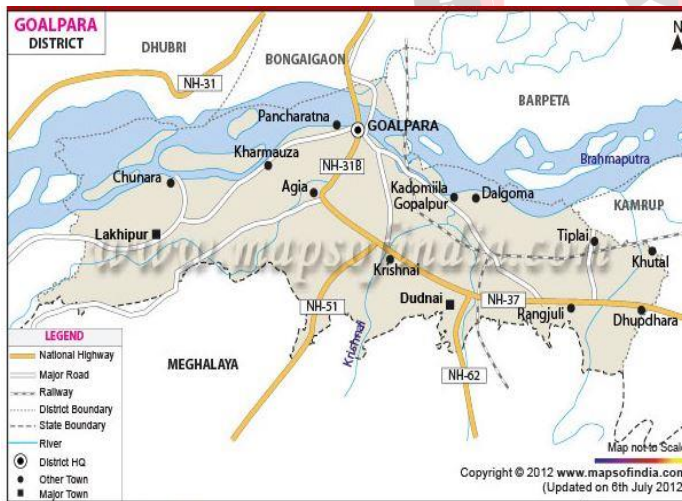 GOALPARA
DISTRICT
DHUBRI
BONGAIGAON
N
NH-31
BARPETA
Pancharatna
GOALPARA
NH-31B
Kharmauza
Brahmaputra
Chunara
Agia
Kadomiila
Gopalpur
Dalgoma
KAMRUP
Lakhipur
Tiplai
Khutal
www.mapsofindia.com
Krishnai
NH-51
Dudnai
NH-37
Rangjuli
Dhupdhara
Krishnai
MEGHALAYA
NH-62
LEGEND
National Highway
Major Road
Railway
District Boundary
State Boundary
River
District HQ
Other Town
Major Town
Map not to Scale
Copyright © 2012 www.mapsofindia.com
(Updated on 6th July 2012